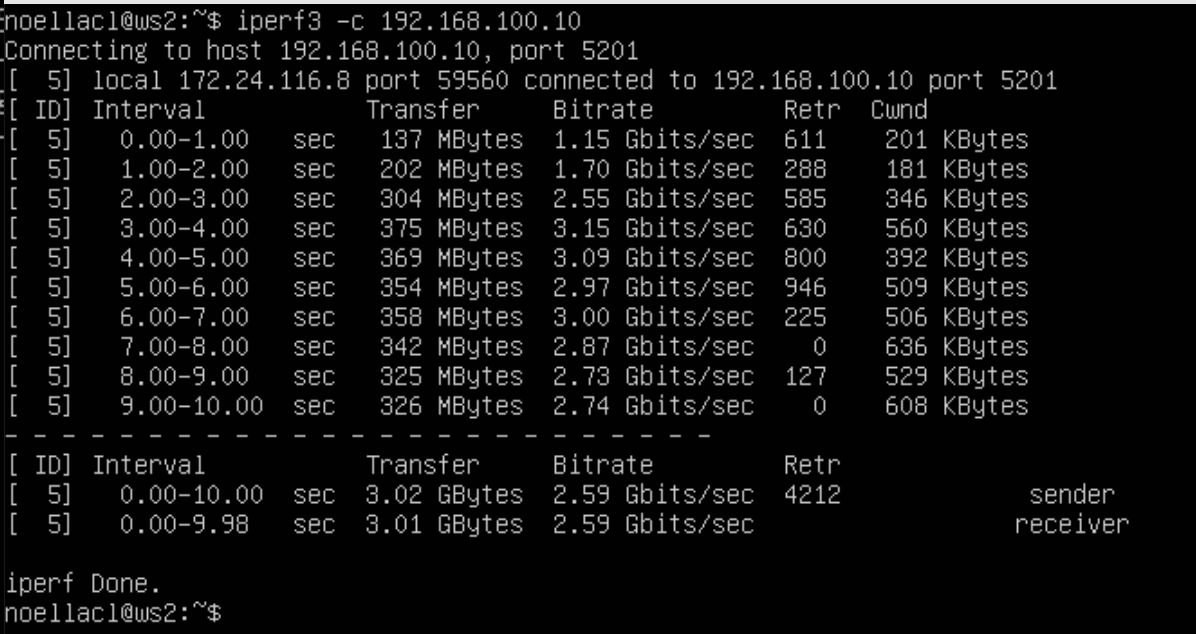 noellacl@ws2:~$ iperf3 -c 192.168.100.10
Connecting to host 192.168.100.10, port 5201
[  5] local 172.24.116.8 port 59560 connected to 192.168.100.10 port 5201
[ ID] Interval           Transfer     Bitrate         Retr  Cwnd
[  5]   0.00-1.00   sec   137 MBytes  1.15 Gbits/sec  611    201 KBytes
[  5]   1.00-2.00   sec   202 MBytes  1.70 Gbits/sec  288    181 KBytes
[  5]   2.00-3.00   sec   304 MBytes  2.55 Gbits/sec  585    346 KBytes
[  5]   3.00-4.00   sec   375 MBytes  3.15 Gbits/sec  630    560 KBytes
[  5]   4.00-5.00   sec   369 MBytes  3.09 Gbits/sec  800    392 KBytes
[  5]   5.00-6.00   sec   354 MBytes  2.97 Gbits/sec  946    509 KBytes
[  5]   6.00-7.00   sec   358 MBytes  3.00 Gbits/sec  225    506 KBytes
[  5]   7.00-8.00   sec   342 MBytes  2.87 Gbits/sec    0    636 KBytes
[  5]   8.00-9.00   sec   325 MBytes  2.73 Gbits/sec  127    529 KBytes
[  5]   9.00-10.00  sec   326 MBytes  2.74 Gbits/sec    0    608 KBytes
- - - - - - - - - - - - - - - - - - - - - - - - -
[ ID] Interval           Transfer     Bitrate         Retr
[  5]   0.00-10.00  sec  3.02 GBytes  2.59 Gbits/sec  4212             sender
[  5]   0.00-9.98   sec  3.01 GBytes  2.59 Gbits/sec                  receiver

iperf Done.
noellacl@ws2:~$